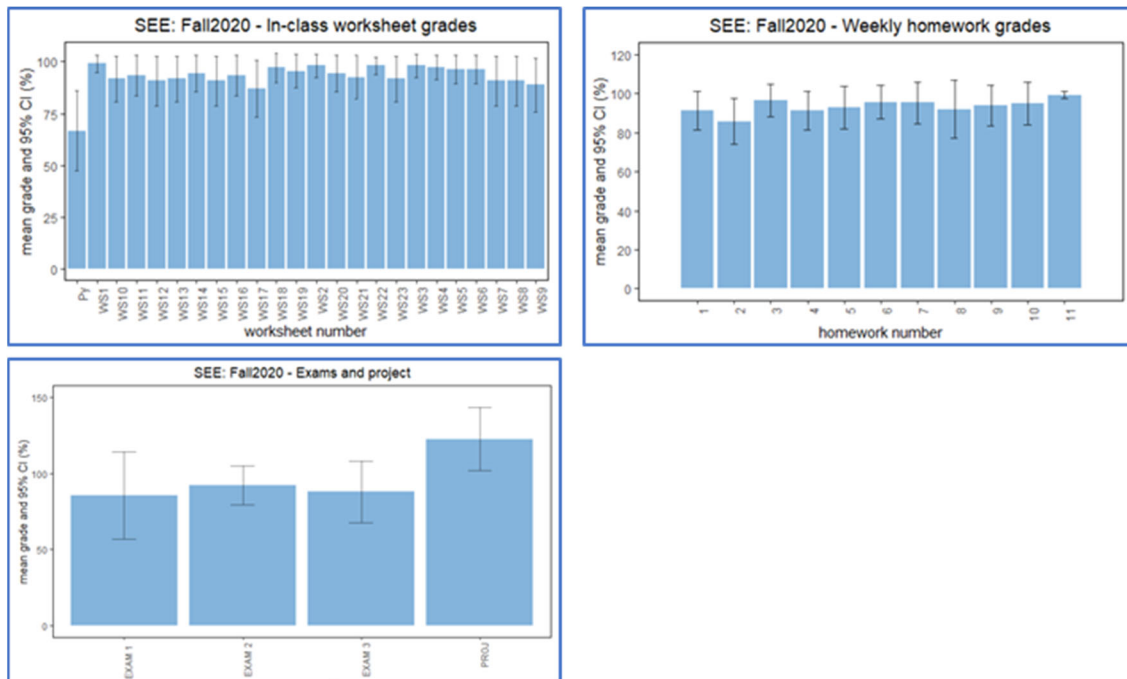 SEE: Fall2020 - In-class worksheet grades
mean grade and 95% CI (%)
100
75
50
25
0
Py
WS1
WS10
WS11
WS12
WS13
WS14
WS15
WS16
WS17
WS18
WS19
WS2
WS20
WS21
WS22
WS23
WS3
WS4
WS5
WS6
WS7
WS8
WS9
worksheet number
SEE: Fall2020 - Weekly homework grades
mean grade and 95% CI (%)
120
100
80
60
40
20
0
1
2
3
4
5
6
7
8
9
10
11
homework number
SEE: Fall2020 - Exams and project
mean grade and 95% CI (%)
150
100
50
0
EXAM 1
EXAM 2
EXAM 3
PROJ